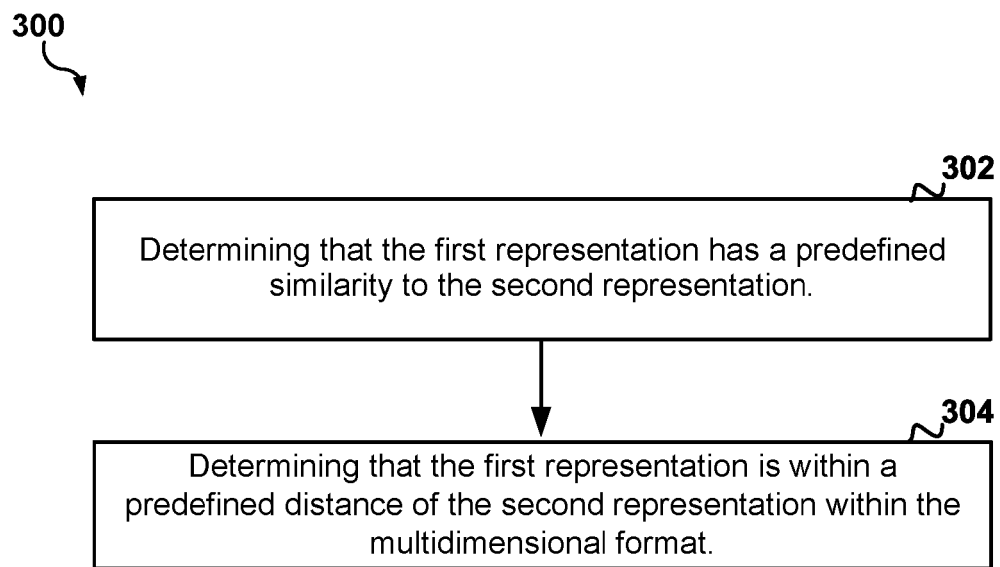 300
302
Determining that the first representation has a predefined
similarity to the second representation.
304
Determining that the first representation is within a
predefined distance of the second representation within the
multidimensional format.